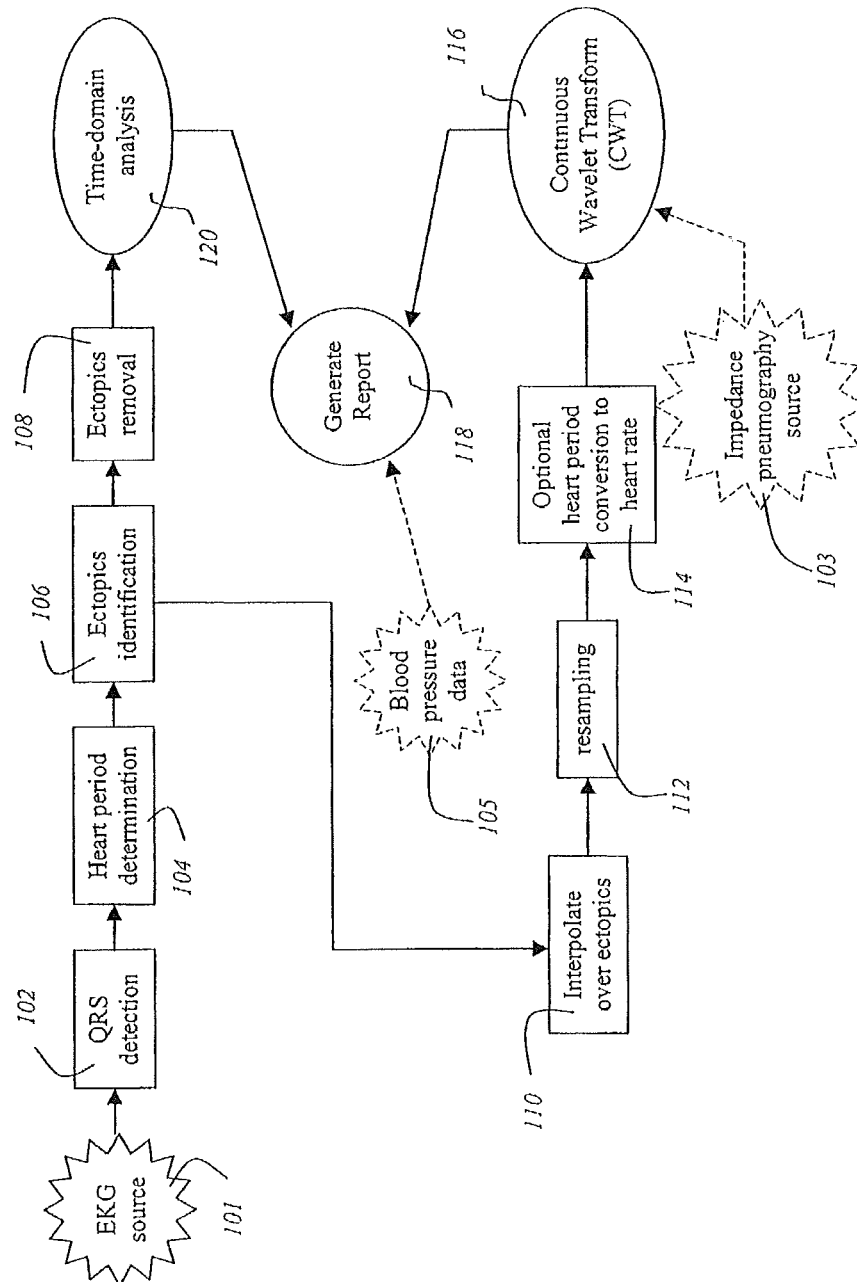 EKG
source
101
QRS
detection
102
Heart period
determination
104
Ectopics
identification
106
Ectopics
removal
108
Time-domain
analysis
120
Generate
Report
118
Blood
pressure
data
105
Interpolate
over ectopics
110
resampling
112
Optional
heart period
conversion to
heart rate
114
Continuous
Wavelet Transform
(CWT)
116
Impedance
pneumography
source
103